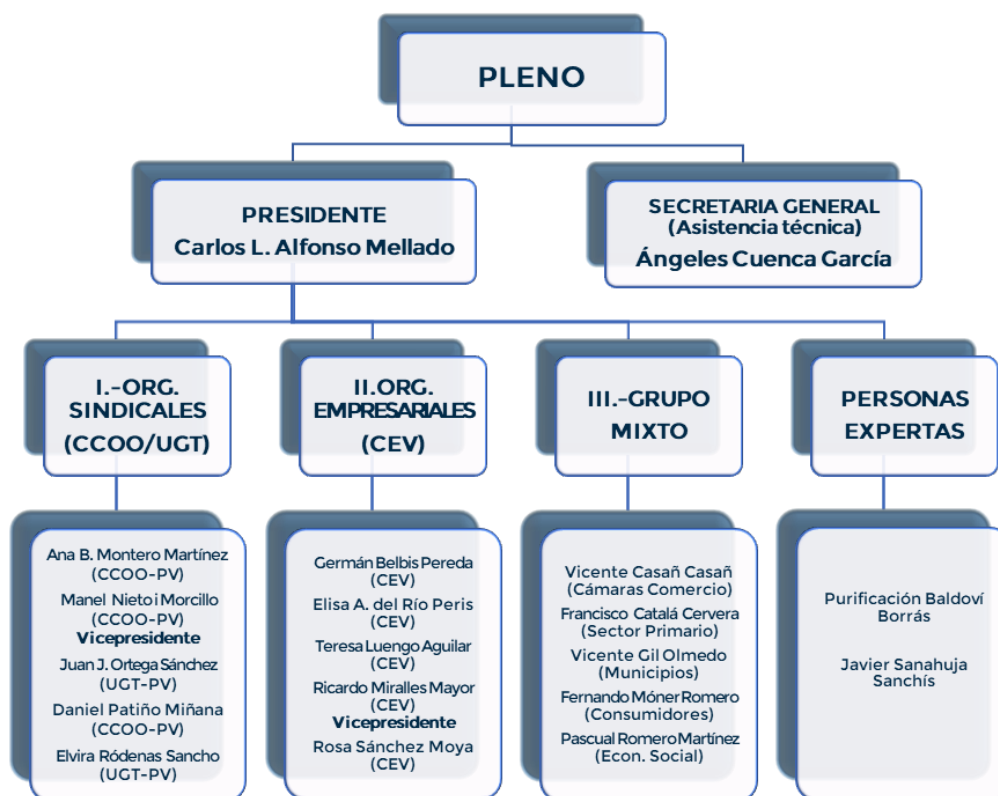 PLENO
PRESIDENTE
Carlos L. Alfonso Mellado
SECRETARIA GENERAL
(Asistencia técnica)
Ángeles Cuenca García
I.-ORG.
SINDICALES
(CCOO/UGT)
II.ORG.
EMPRESARIALES
(CEV)
III.-GRUPO
MIXTO
PERSONAS
EXPERTAS
Ana B. Montero Martínez
(CCOO-PV)
Manel Nieto i Morcillo
(CCOO-PV)
Vicepresidente
Juan J. Ortega Sánchez
(UGT-PV)
Daniel Patiño Miñana
(CCOO-PV)
Elvira Ródenas Sancho
(UGT-PV)
Germán Belbis Pereda
(CEV)
Elisa A. del Río Peris
(CEV)
Teresa Luengo Aguilar
(CEV)
Ricardo Miralles Mayor
(CEV)
Vicepresidente
Rosa Sánchez Moya
(CEV)
Vicente Casañ Casañ
(Cámaras Comercio)
Francisco Catalá Cervera
(Sector Primario)
Vicente Gil Olmedo
(Municipios)
Fernando Móner Romero
(Consumidores)
Pascual Romero Martínez
(Econ. Social)
Purificación Baldoví
Borrás
Javier Sanahuja
Sanchís